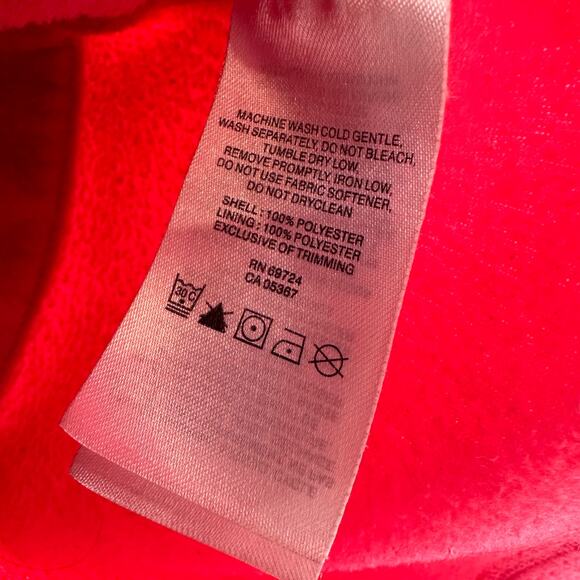 MACHINE WASH COLD GENTLE,
WASH SEPARATELY, DO NOT BLEACH,
TUMBLE DRY LOW.
REMOVE PROMPTLY, IRON LOW,
DO NOT USE FABRIC SOFTENER,
DO NOT DRYCLEAN
SHELL : 100% POLYESTER
LINING : 100% POLYESTER
EXCLUSIVE OF TRIMMING
RN 69724
CA 05367
30 C